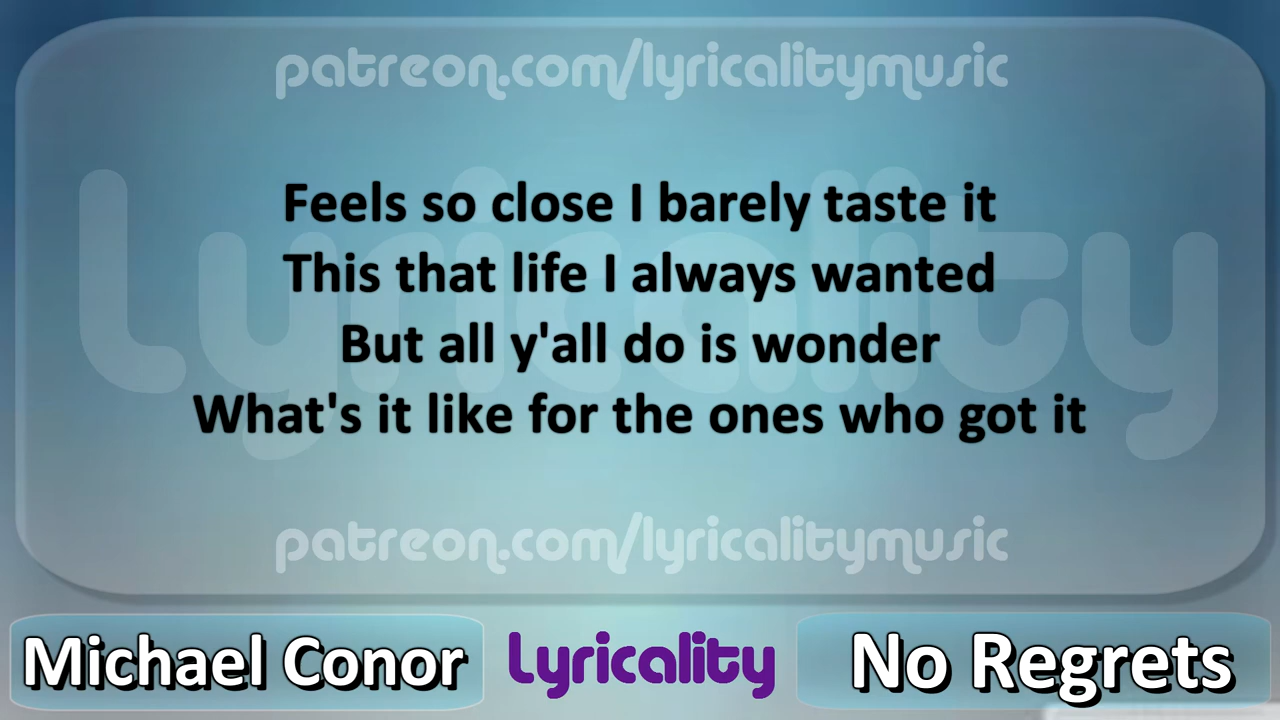 patreon.com/lyricalitymusic
Lyricality
Feels so close I barely taste it
This that life I always wanted
But all y'all do is wonder
What's it like for the ones who got it
patreon.com/lyricalitymusic
Michael Conor
Lyricality
No Regrets